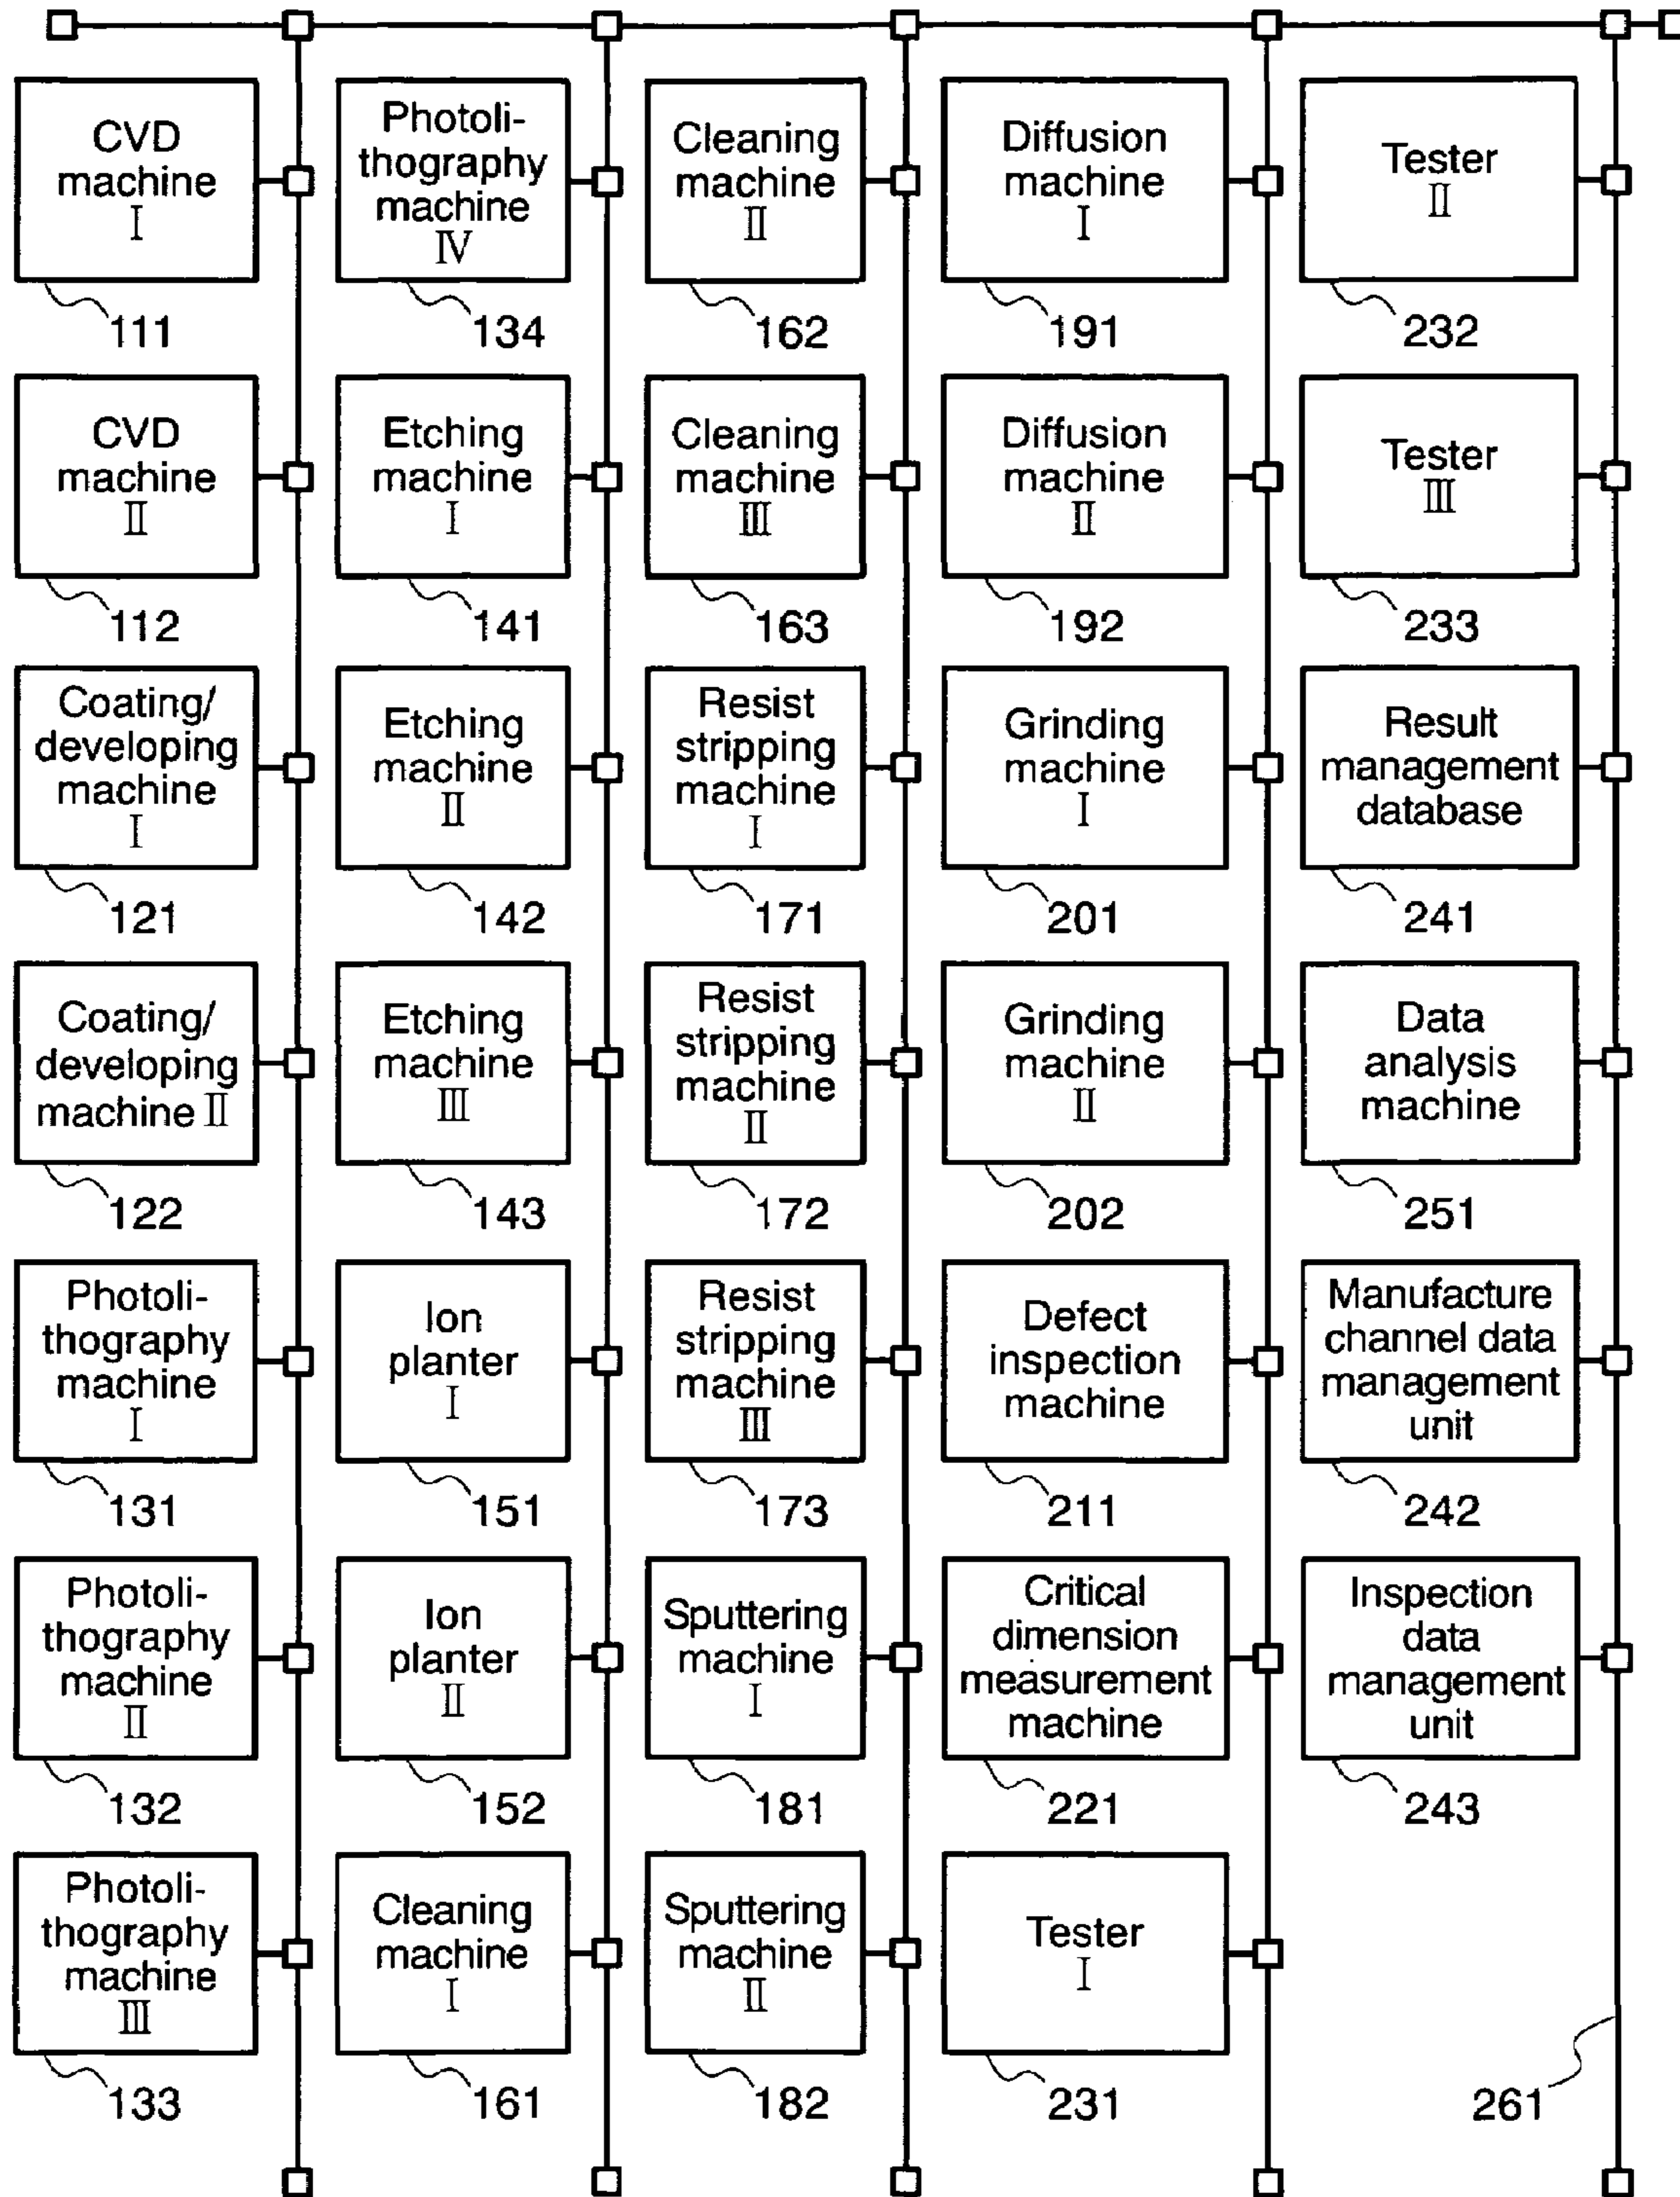 CVD
machine
I
111
CVD
machine
II
112
Coating/
developing
machine
I
121
Coating/
developing
machine II
122
Photoli-
thography
machine
I
131
Photoli-
thography
machine
II
132
Photoli-
thography
machine
III
133
Photoli-
thography
machine
IV
134
Etching
machine
I
141
Etching
machine
II
142
Etching
machine
III
143
Ion
planter
I
151
Ion
planter
II
152
Cleaning
machine
I
161
Cleaning
machine
II
162
Cleaning
machine
III
163
Resist
stripping
machine
I
171
Resist
stripping
machine
II
172
Resist
stripping
machine
III
173
Sputtering
machine
I
181
Sputtering
machine
II
182
Diffusion
machine
I
191
Diffusion
machine
II
192
Grinding
machine
I
201
Grinding
machine
II
202
Defect
inspection
machine
211
Critical
dimension
measurement
machine
221
Tester
I
231
Tester
II
232
Tester
III
233
Result
management
database
241
Data
analysis
machine
251
Manufacture
channel data
management
unit
242
Inspection
data
management
unit
243
261